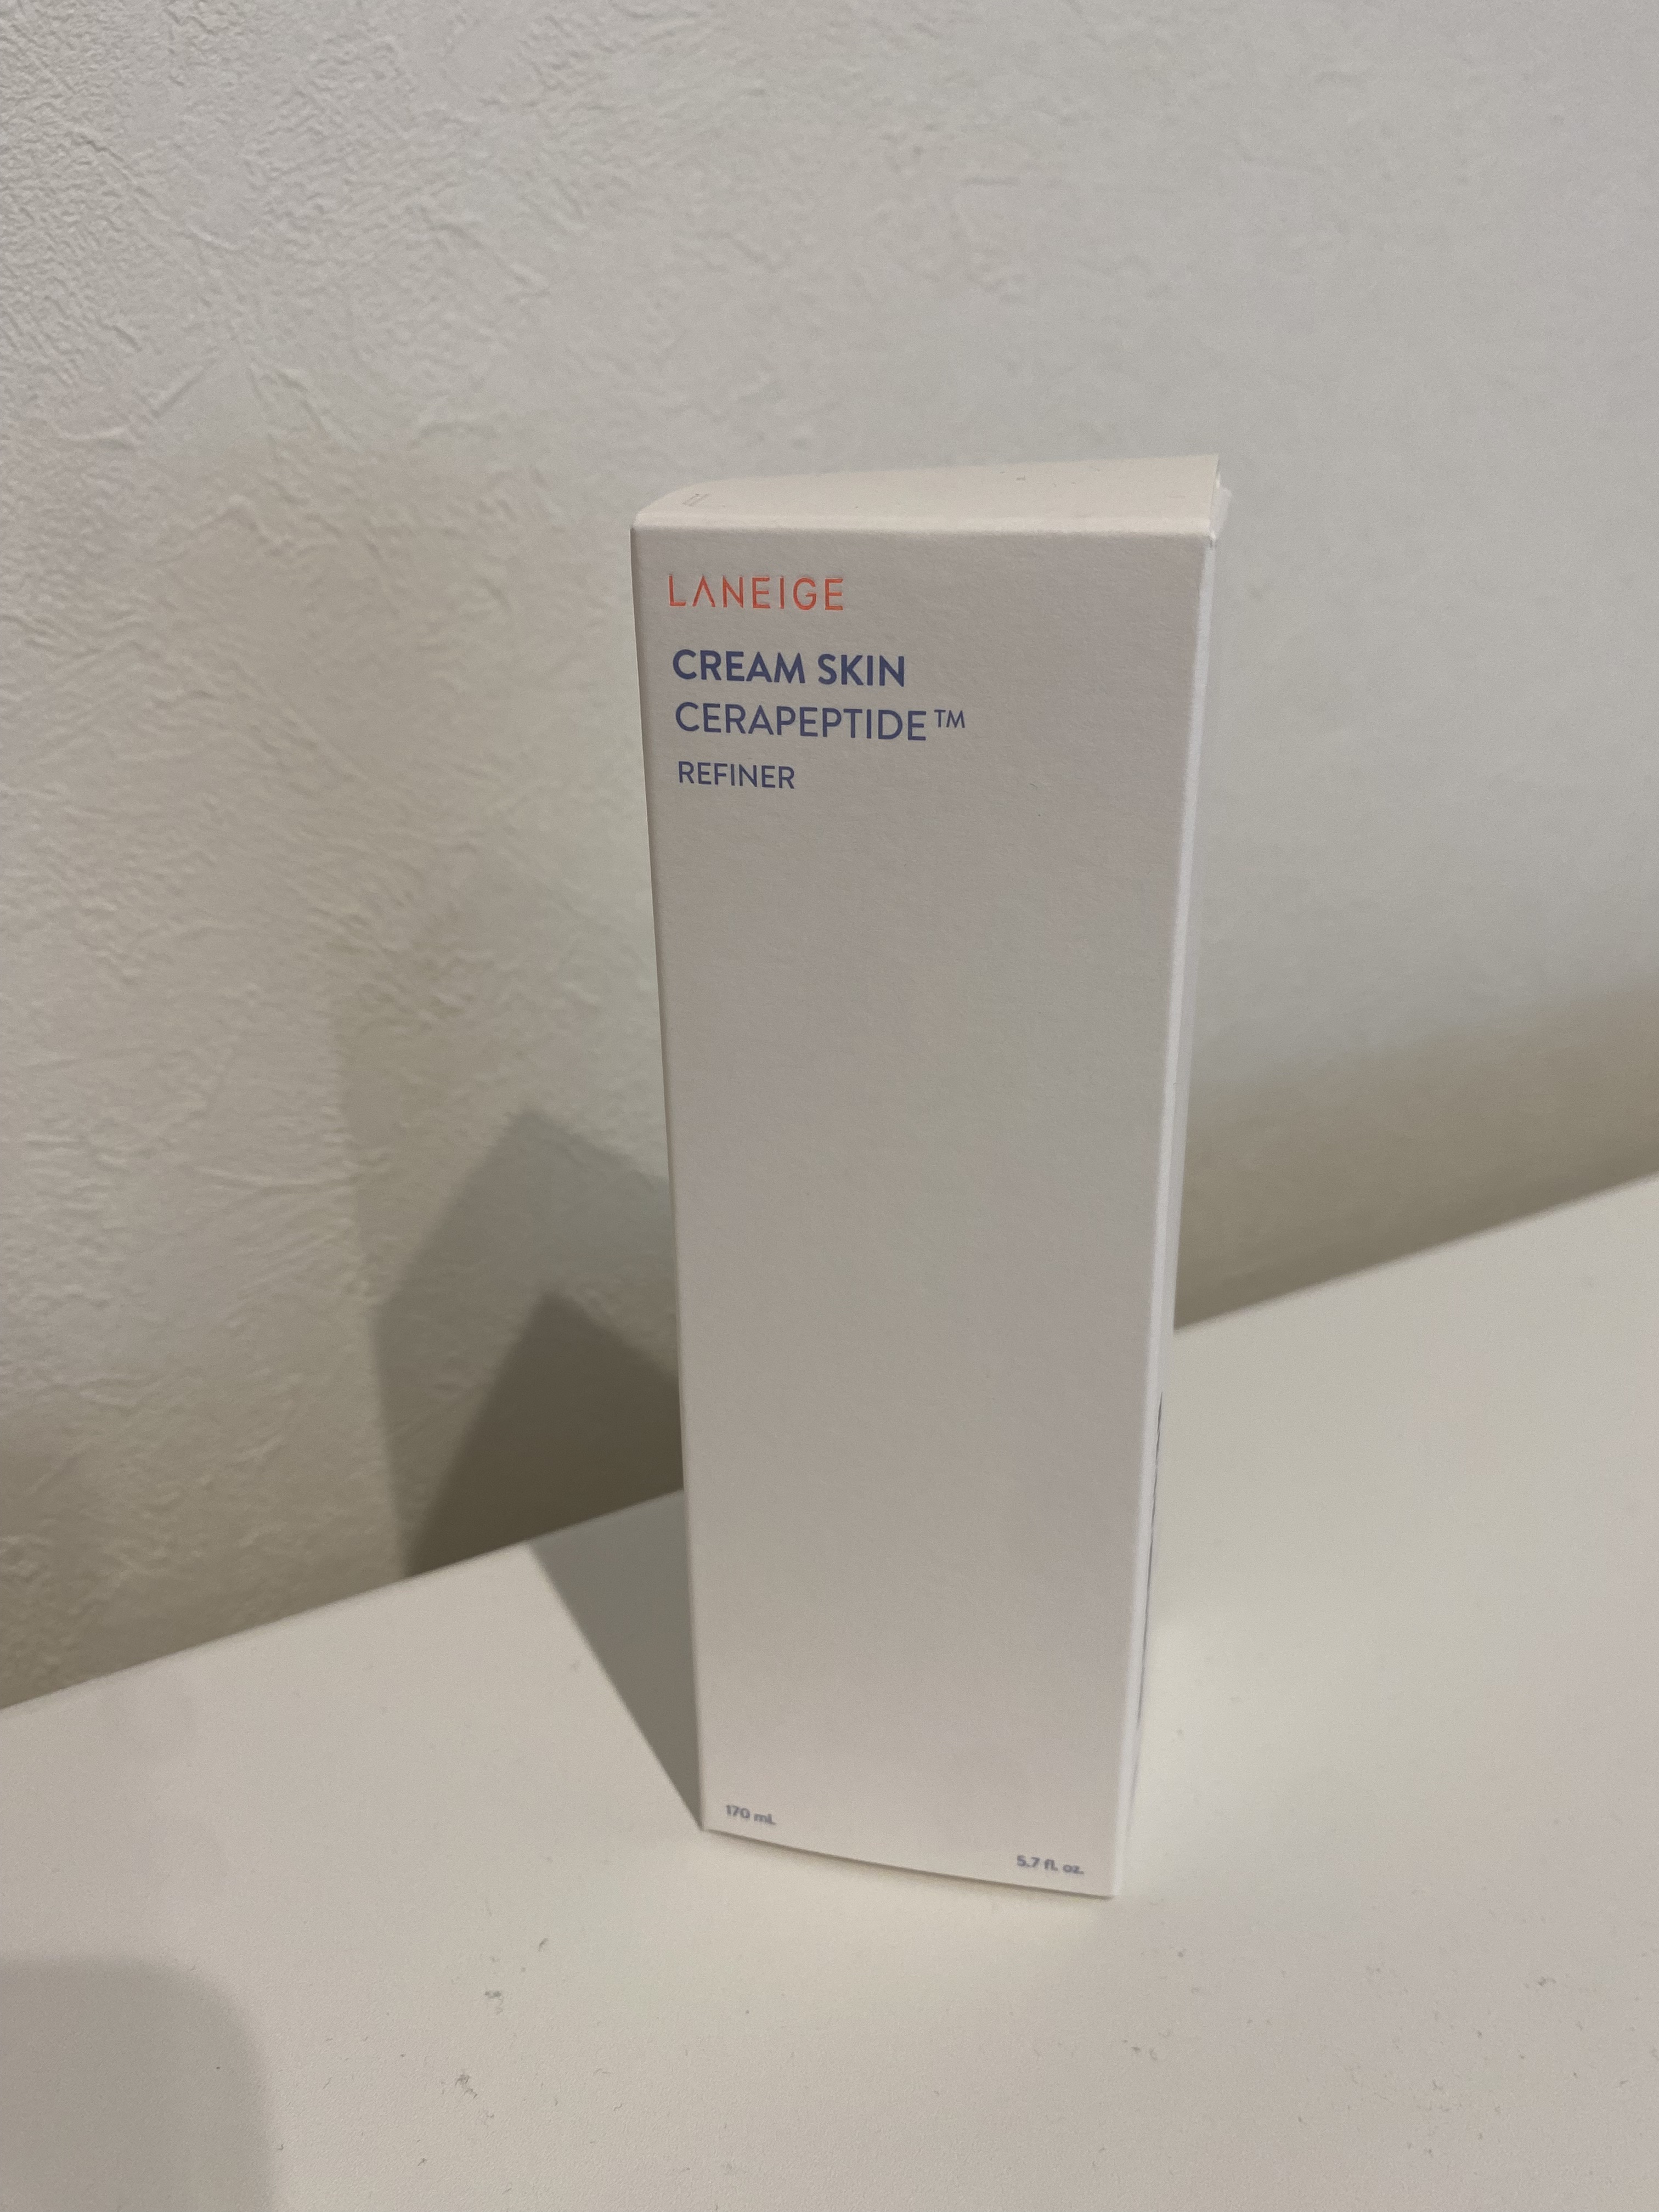 LANEIGE
CREAM SKIN
CERAPEPTIDE™
REFINER
170 mL
5.7 fl. oz.